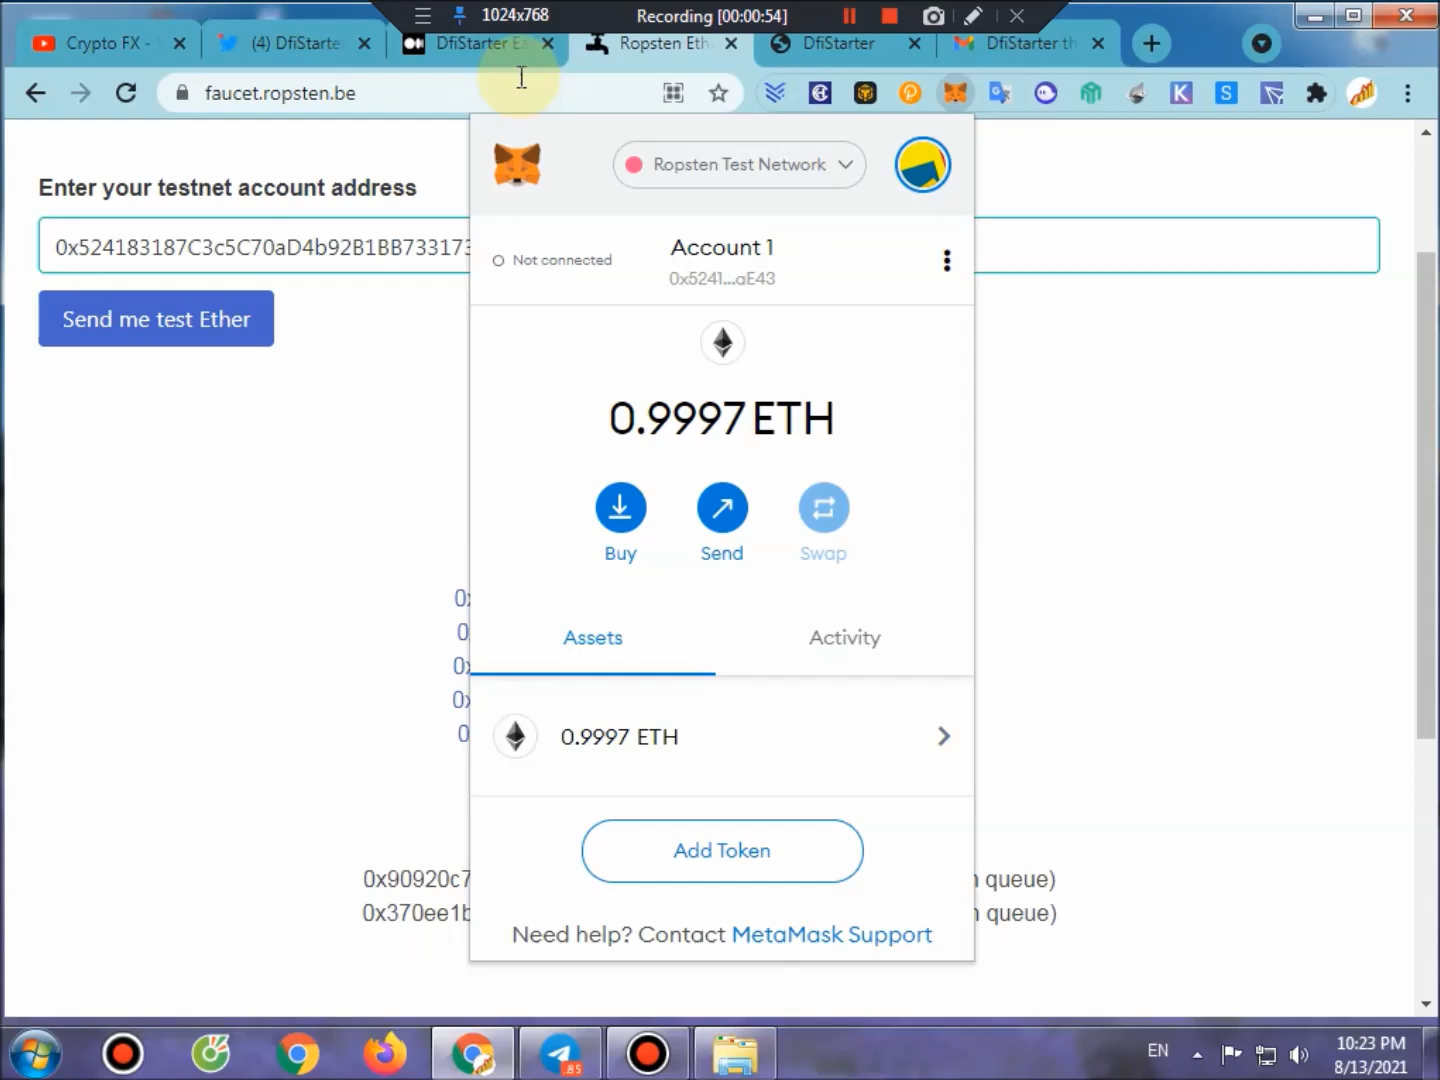 1024x768
Recording [00:00:54]
Crypto FX -
(4) DfiStarte
DfiStarter Ea
Ropsten Eth
DfiStarter
DfiStarter th
faucet.ropsten.be
K
S
Ropsten Test Network
Enter your testnet account address
0x524183187C3c5C70aD4b92B1BB733173
Not connected
Account 1
0x5241...aE43
Send me test Ether
0.9997 ETH
Buy
Send
Swap
Assets
Activity
0.9997 ETH
Add Token
0x90920c7
n queue)
0x370ee1b
n queue)
Need help? Contact MetaMask Support
.85
EN
10:23 PM
8/13/2021